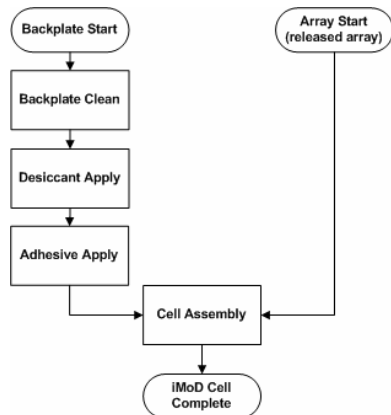 Backplate Start
Array Start
(released array)
Backplate Clean
Desiccant Apply
Adhesive Apply
Cell Assembly
iMoD Cell
Complete